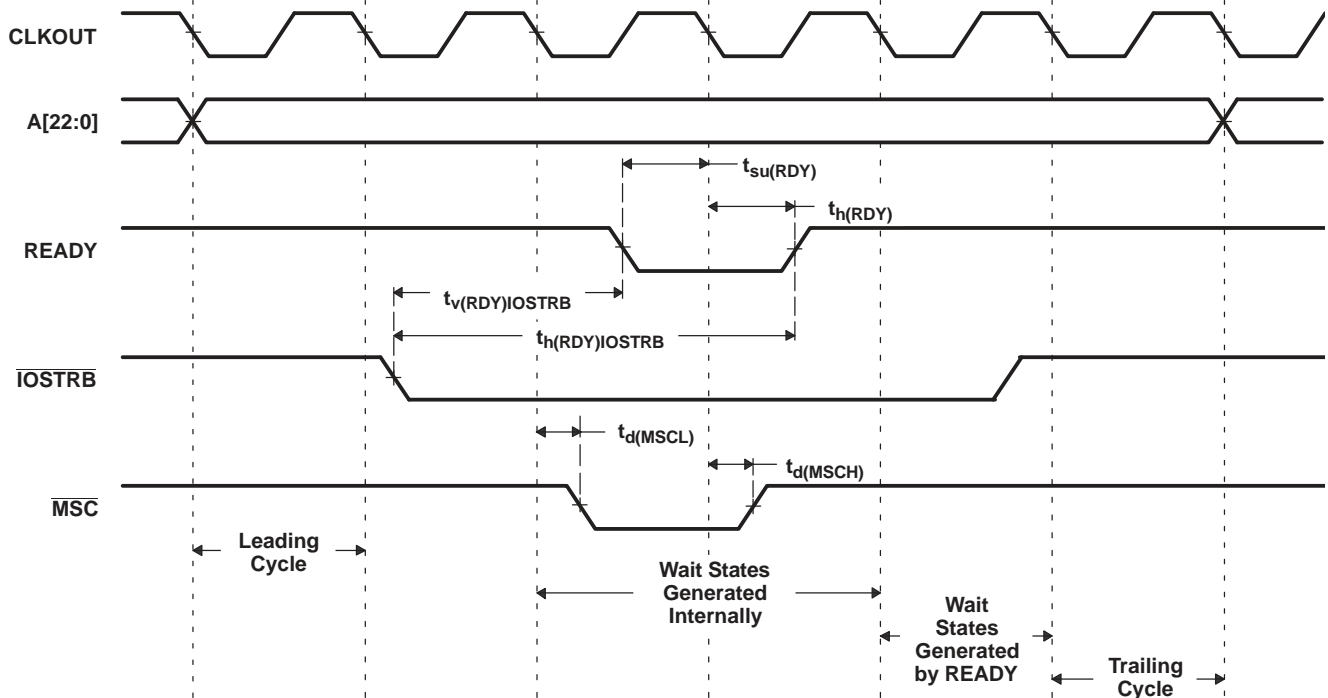 CLKOUT
A[22:0]
tsu(RDY)
th(RDY)
READY
tv(RDY)IOSTRB
th(RDY)IOSTRB
IOSTRB
td(MSCL)
td(MSCH)
MSC
Leading
Cycle
Wait States
Generated
Internally
Wait
States
Generated
by READY
Trailing
Cycle